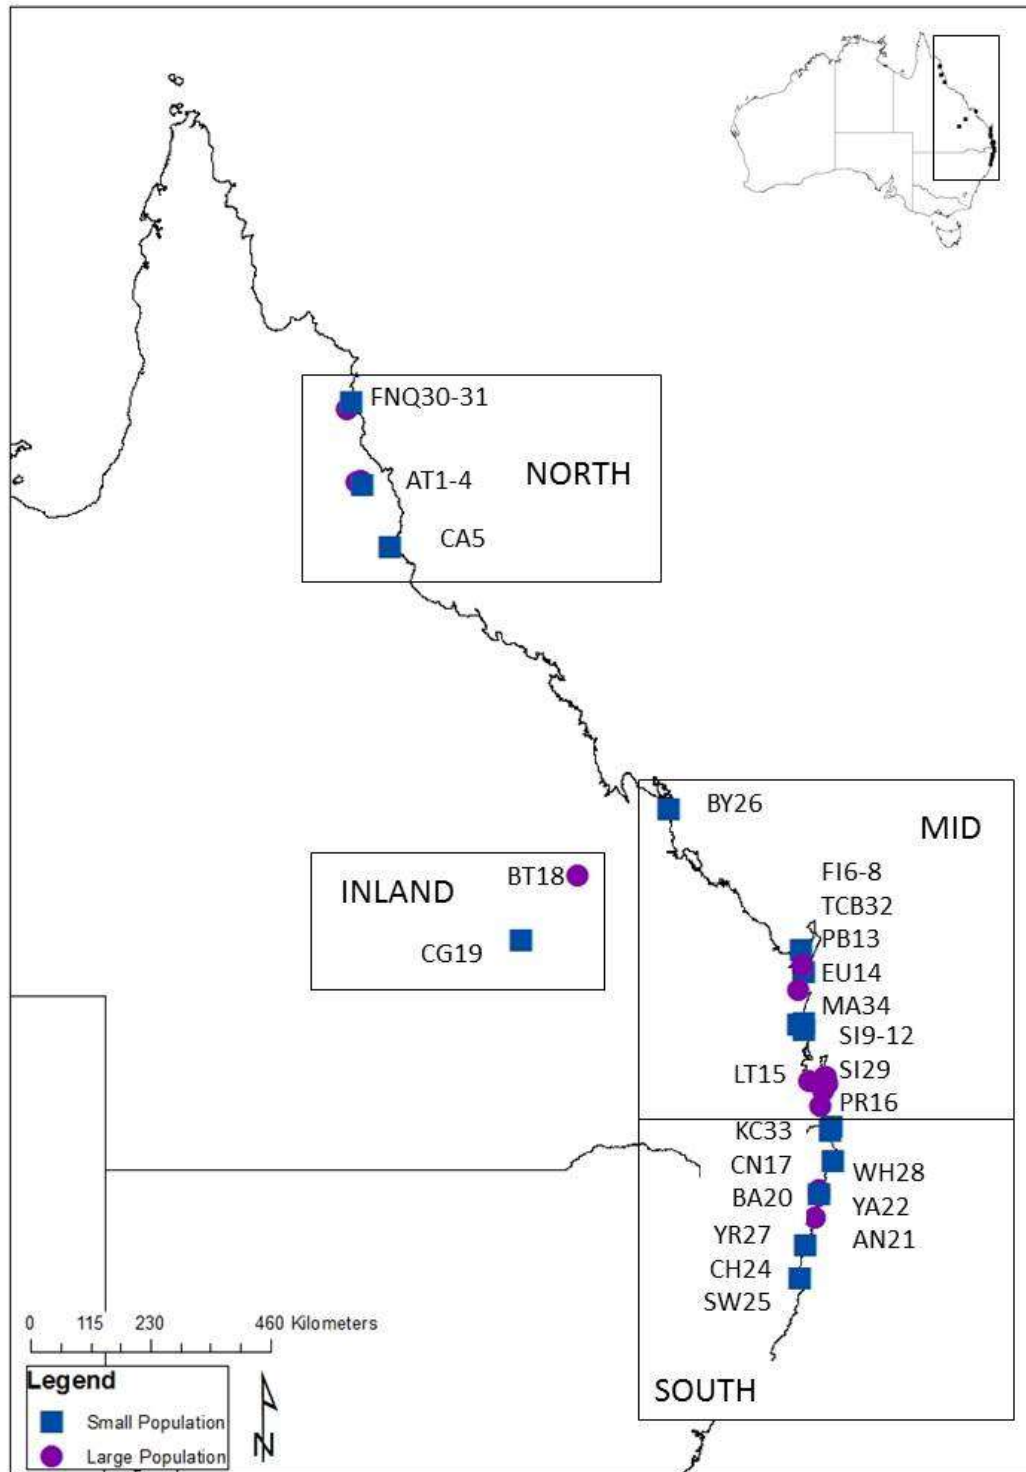 FNQ30-31
AT1-4
NORTH
CA5
BY26
MID
INLAND
BT18
CG19
FI6-8
TCB32
PB13
EU14
MA34
SI9-12
LT15
SI29
PR16
KC33
CN17
WH28
BA20
YA22
YR27
AN21
CH24
SW25
SOUTH
0 115 230 460 Kilometers
Legend
Small Population
Large Population
N